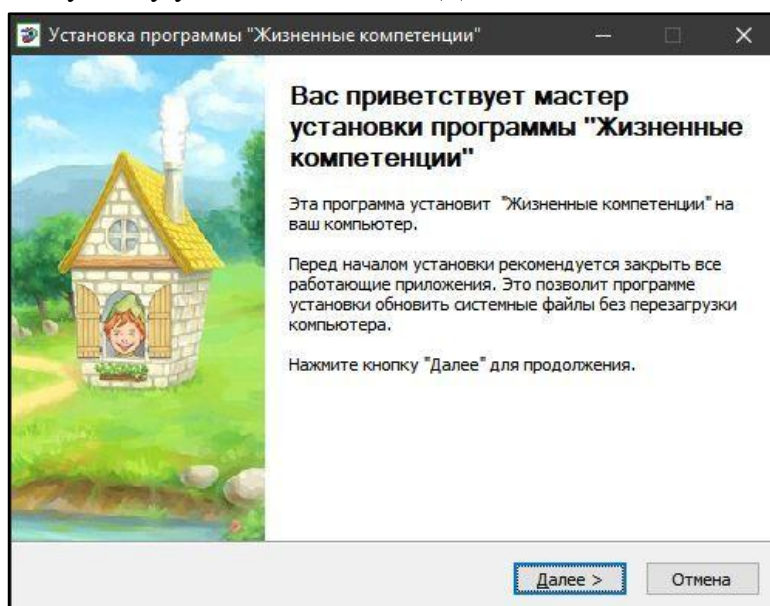 Установка программы "Жизненные компетенции"
Вас приветствует мастер
установки программы "Жизненные
компетенции"
Эта программа установит "Жизненные компетенции" на
ваш компьютер.
Перед началом установки рекомендуется закрыть все
работающие приложения. Это позволит программе
установки обновить системные файлы без перезагрузки
компьютера.
Нажмите кнопку "Далее" для продолжения.
Далее >
Отмена